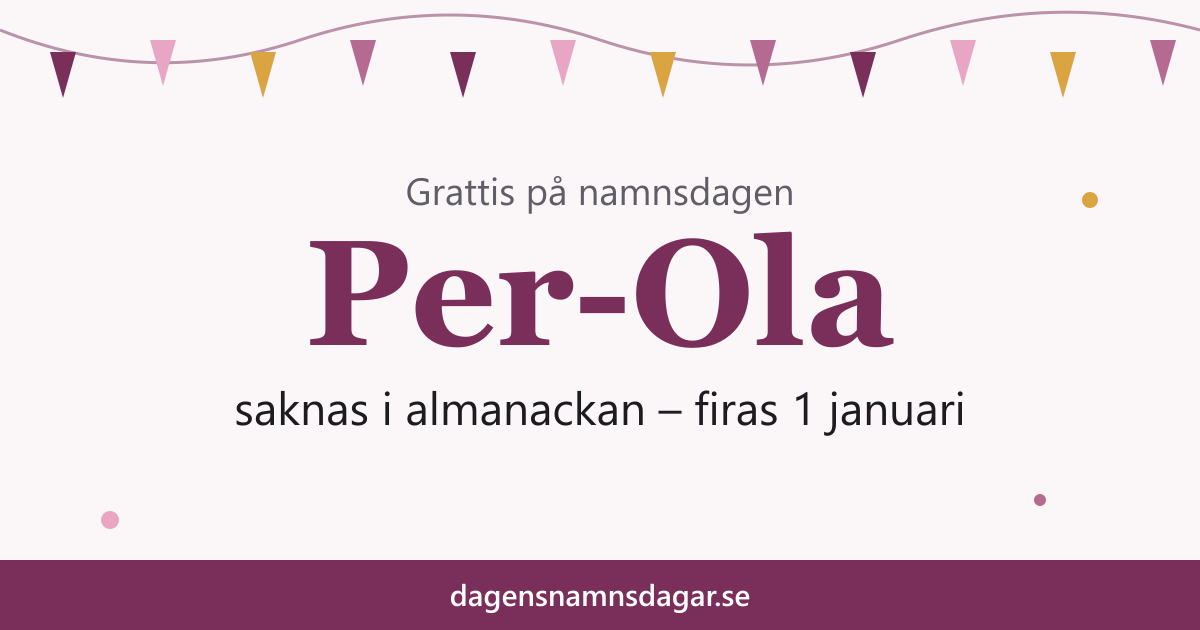 Grattis på namnsdagen
Per-Ola
saknas i almanackan – firas 1 januari
dagensnamnsdagar.se